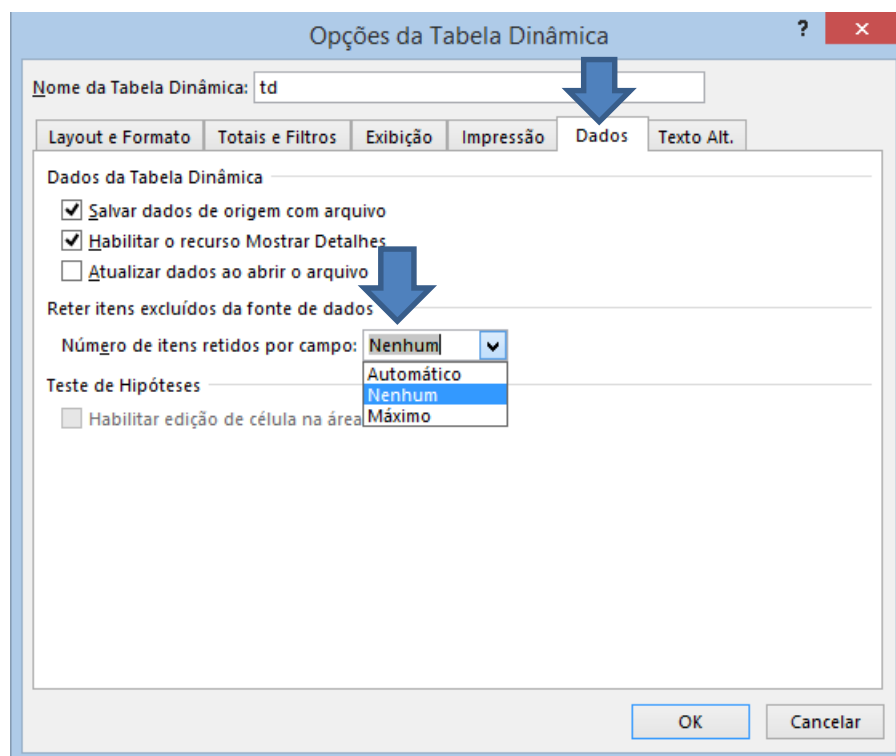 Opções da Tabela Dinâmica
?
Nome da Tabela Dinâmica: td
Layout e Formato Totais e Filtros Exibição Impressão Dados Texto Alt.
Dados da Tabela Dinâmica
Salvar dados de origem com arquivo
Habilitar o recurso Mostrar Detalhes
Atualizar dados ao abrir o arquivo
Reter itens excluídos da fonte de dados
Número de itens retidos por campo: Nenhum
Automático
Nenhum
Máximo
Teste de Hipóteses
Habilitar edição de célula na área
OK Cancelar